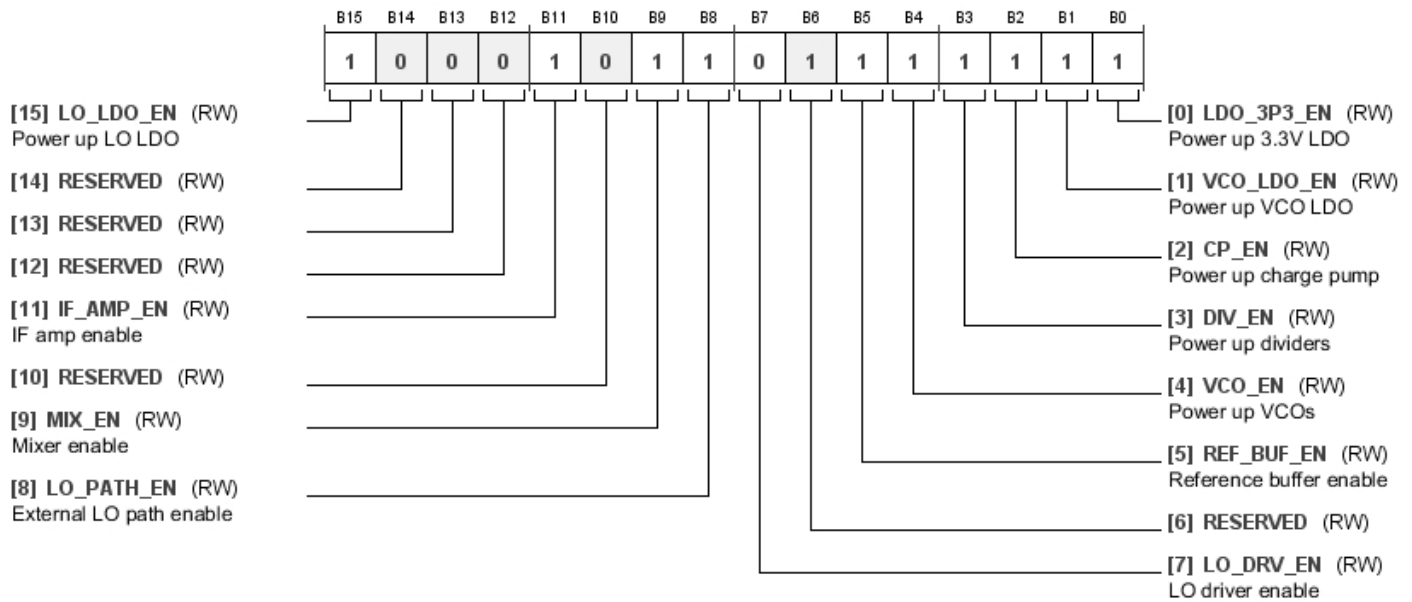 B15 B14 B13 B12 B11 B10 B9 B8 B7 B6 B5 B4 B3 B2 B1 B0
1 0 0 0 1 0 1 1 0 1 1 1 1 1 1 1
[15] LO_LDO_EN (RW)
Power up LO LDO
[14] RESERVED (RW)
[13] RESERVED (RW)
[12] RESERVED (RW)
[11] IF_AMP_EN (RW)
IF amp enable
[10] RESERVED (RW)
[9] MIX_EN (RW)
Mixer enable
[8] LO_PATH_EN (RW)
External LO path enable
[0] LDO_3P3_EN (RW)
Power up 3.3V LDO
[1] VCO_LDO_EN (RW)
Power up VCO LDO
[2] CP_EN (RW)
Power up charge pump
[3] DIV_EN (RW)
Power up dividers
[4] VCO_EN (RW)
Power up VCOs
[5] REF_BUF_EN (RW)
Reference buffer enable
[6] RESERVED (RW)
[7] LO_DRV_EN (RW)
LO driver enable